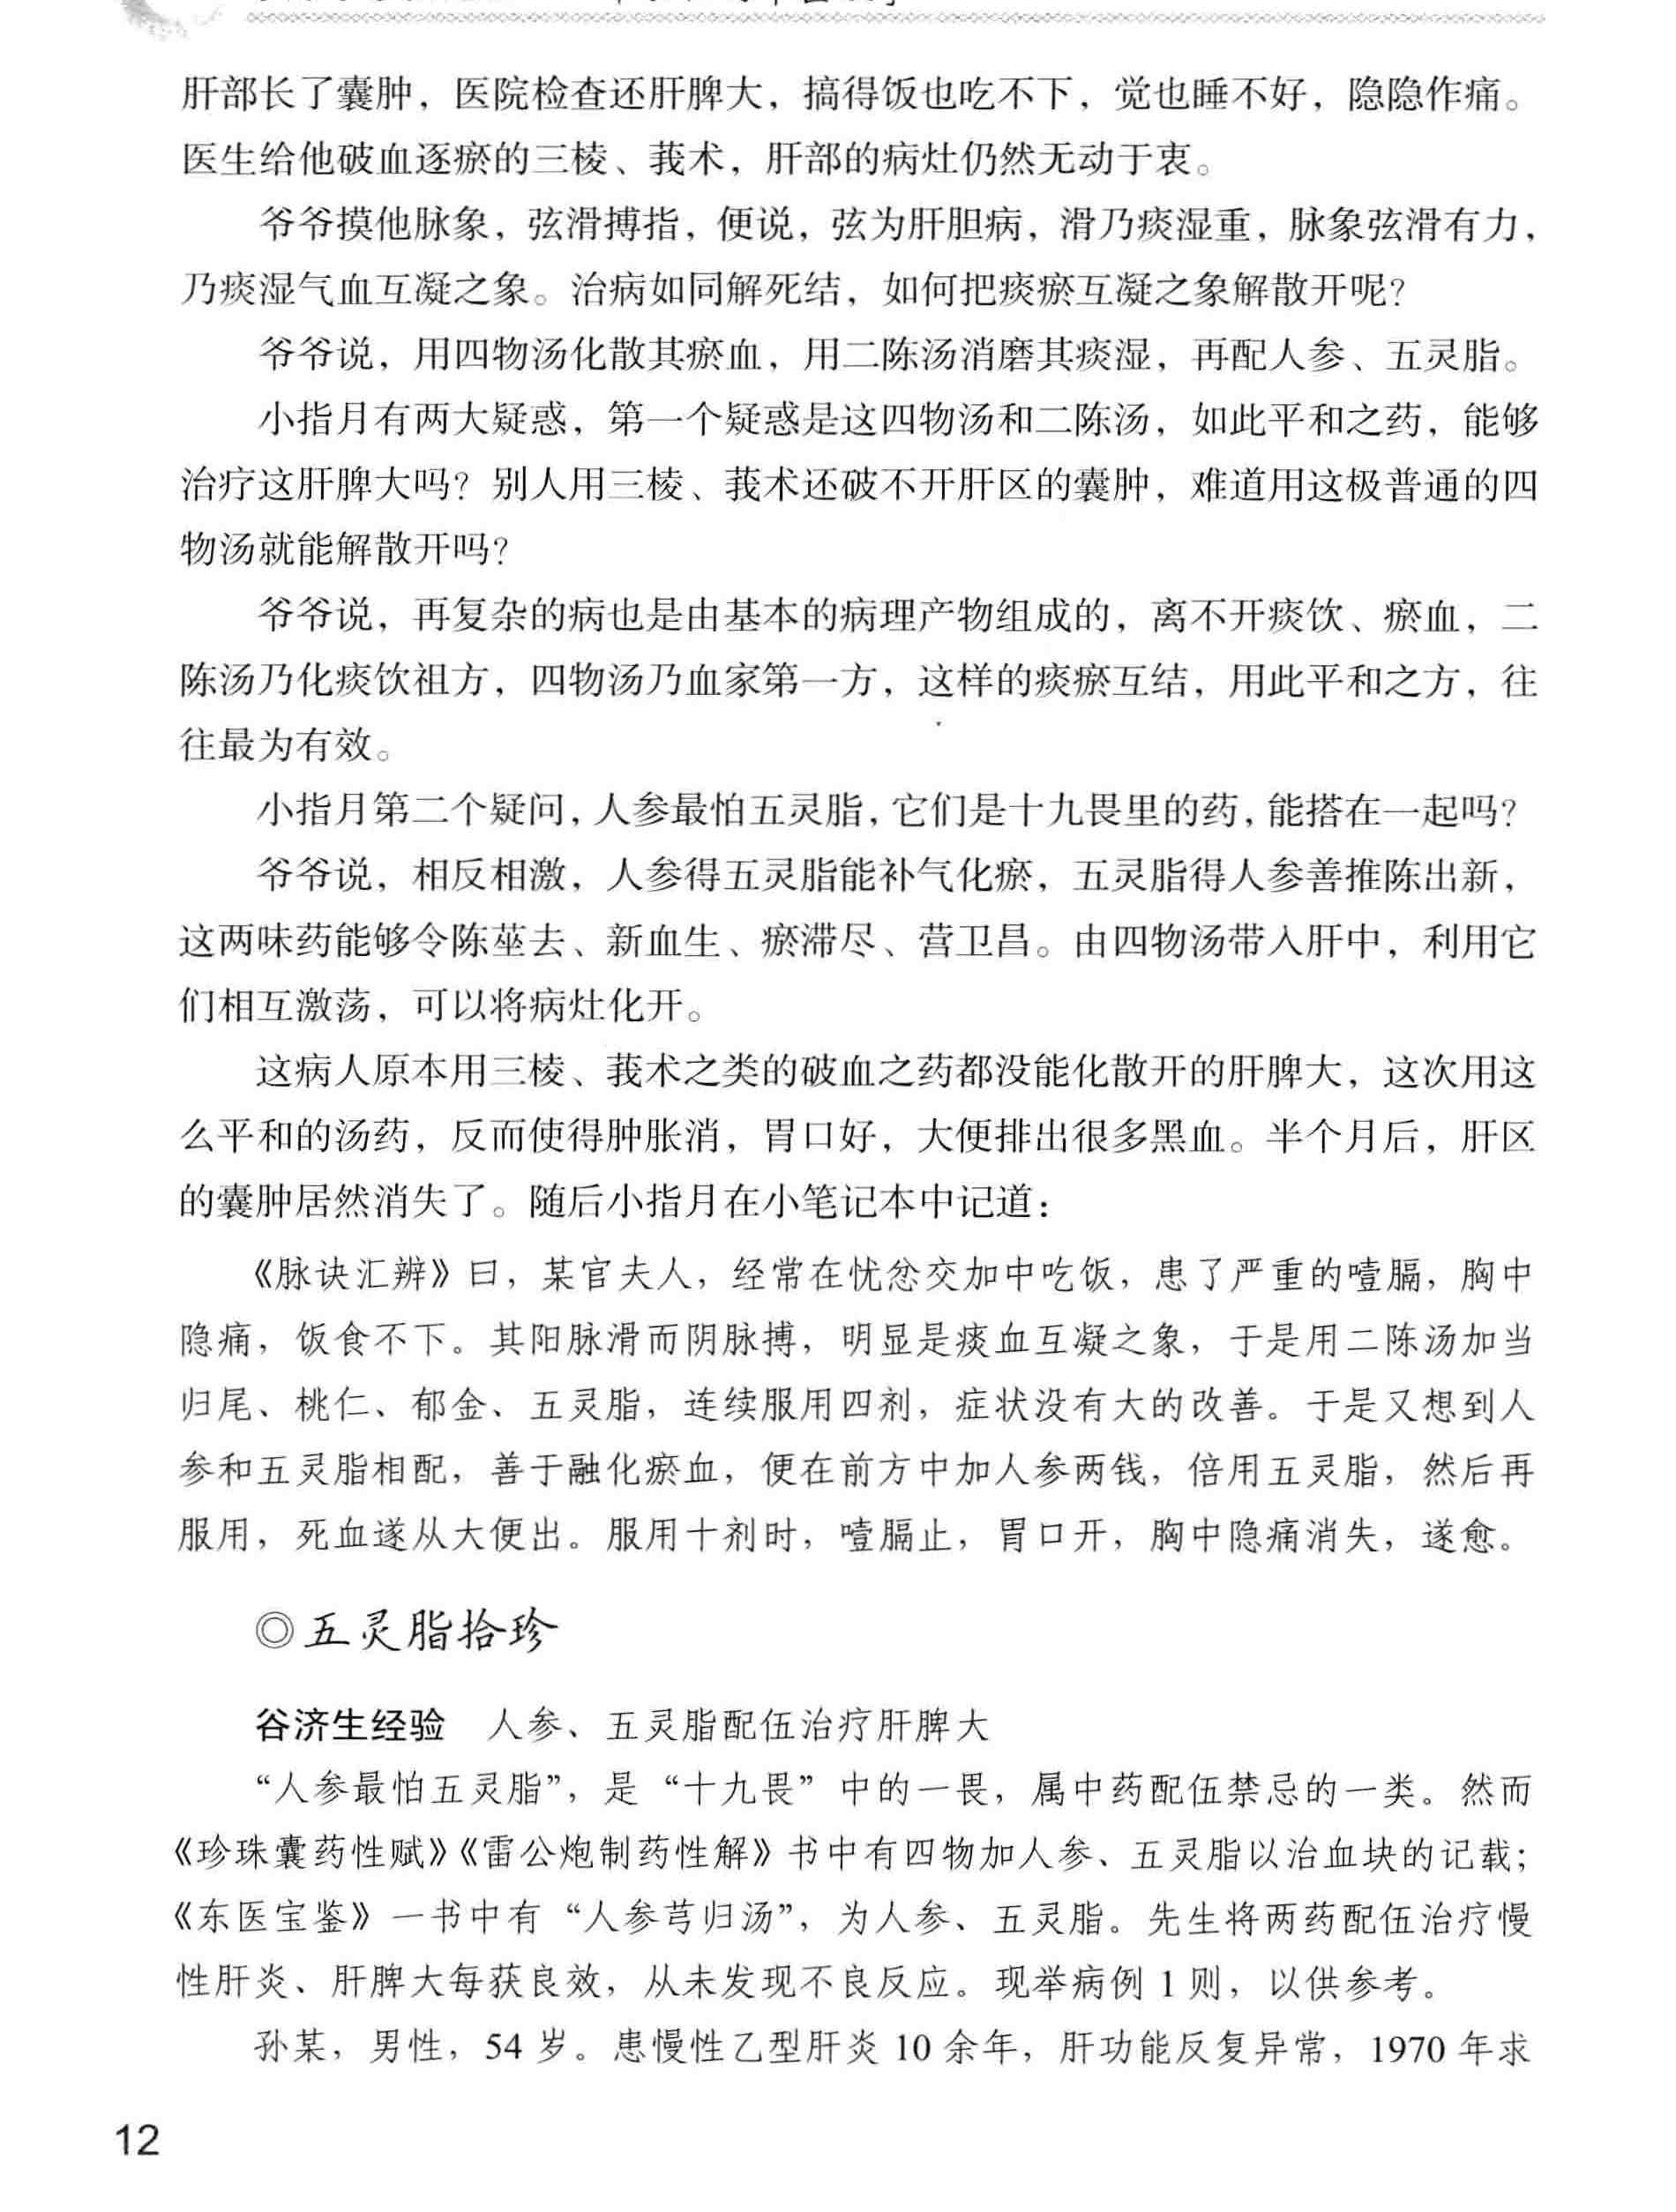 肝部长了囊肿，医院检查还肝脾大，搞得饭也吃不下，觉也睡不好，隐隐作痛。
医生给他破血逐瘀的三棱、莪术，肝部的病灶仍然无动于衷。
爷爷摸他脉象，弦滑搏指，便说，弦为肝胆病，滑乃痰湿重，脉象弦滑有力，
乃痰湿气血互凝之象。治病如同解死结，如何把痰瘀互凝之象解散开呢？
爷爷说，用四物汤化散其瘀血，用二陈汤消磨其痰湿，再配人参、五灵脂。
小指月有两大疑惑，第一个疑惑是这四物汤和二陈汤，如此平和之药，能够
治疗这肝脾大吗？别人用三棱、莪术还破不开肝区的囊肿，难道用这极普通的四
物汤就能解散开吗？
爷爷说，再复杂的病也是由基本的病理产物组成的，离不开痰饮、瘀血，二
陈汤乃化痰饮祖方，四物汤乃血家第一方，这样的痰瘀互结，用此平和之方，往
往最为有效。
小指月第二个疑问，人参最怕五灵脂，它们是十九畏里的药，能搭在一起吗？
爷爷说，相反相激，人参得五灵脂能补气化瘀，五灵脂得人参善推陈出新，
这两味药能够令陈莝去、新血生、瘀滞尽、营卫昌。由四物汤带入肝中，利用它
们相互激荡，可以将病灶化开。
这病人原本用三棱、莪术之类的破血之药都没能化散开的肝脾大，这次用这
么平和的汤药，反而使得肿胀消，胃口好，大便排出很多黑血。半个月后，肝区
的囊肿居然消失了。随后小指月在小笔记本中记道：
《脉诀汇辨》曰，某官夫人，经常在忧忿交加中吃饭，患了严重的噎膈，胸中
隐痛，饭食不下。其阳脉滑而阴脉搏，明显是痰血互凝之象，于是用二陈汤加当
归尾、桃仁、郁金、五灵脂，连续服用四剂，症状没有大的改善。于是又想到人
参和五灵脂相配，善于融化瘀血，便在前方中加人参两钱，倍用五灵脂，然后再
服用，死血遂从大便出。服用十剂时，噎膈止，胃口开，胸中隐痛消失，遂愈。
◎五灵脂拾珍
谷济生经验 人参、五灵脂配伍治疗肝脾大
“人参最怕五灵脂”，是“十九畏”中的一畏，属中药配伍禁忌的一类。然而
《珍珠囊药性赋》《雷公炮制药性解》书中有四物加人参、五灵脂以治血块的记载；
《东医宝鉴》一书中有“人参芎归汤”，为人参、五灵脂。先生将两药配伍治疗慢
性肝炎、肝脾大每获良效，从未发现不良反应。现举病例 1 则，以供参考。
孙某，男性，54 岁。患慢性乙型肝炎 10 余年，肝功能反复异常，1970 年求
12